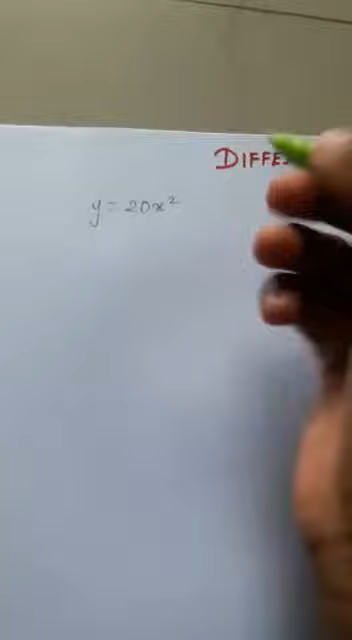 DIFFE
y = 20x²